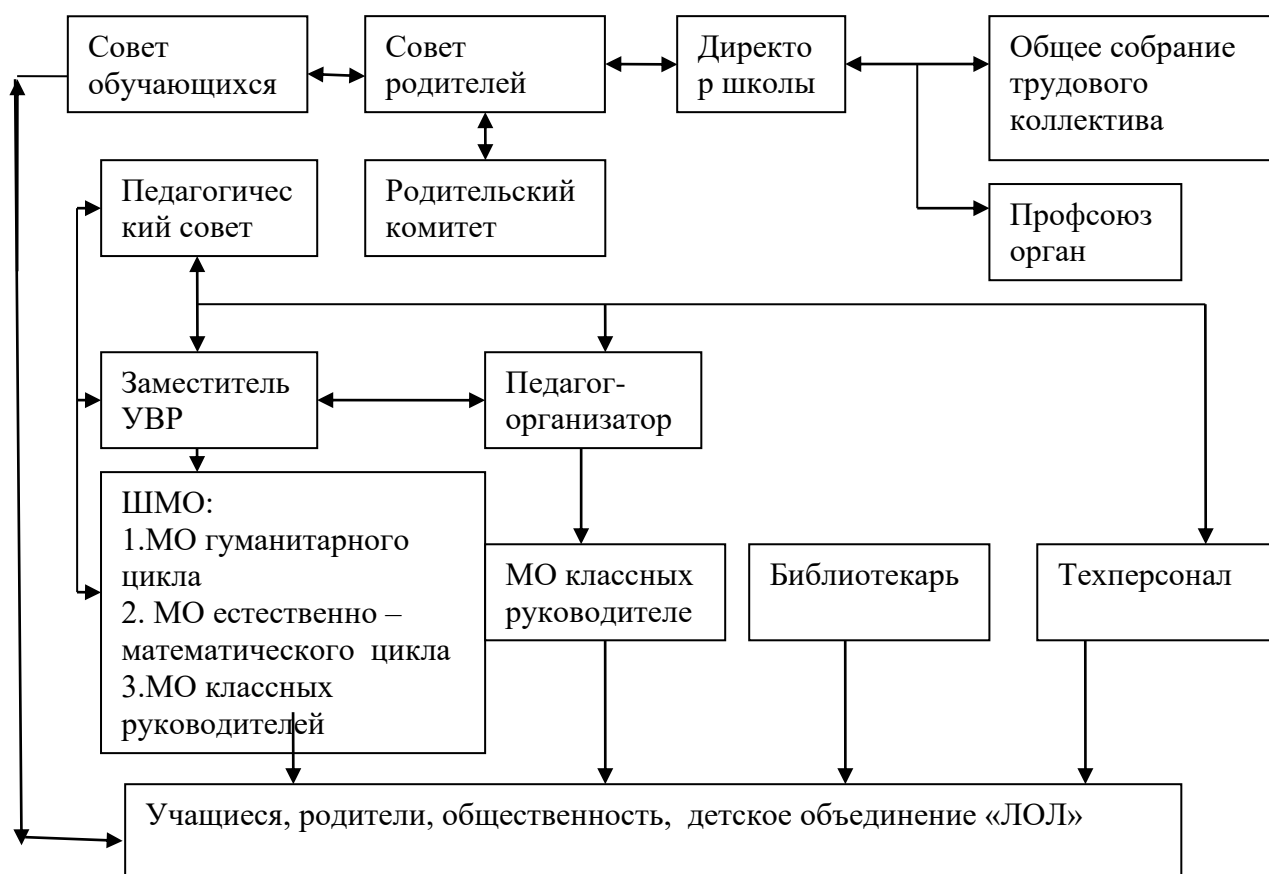 Совет
обучающихся
Совет
родителей
Директо
р школы
Общее собрание
трудового
коллектива
Педагогичес
кий совет
Родительский
комитет
Профсоюз
орган
Заместитель
УВР
Педагог-
организатор
ШМО:
1.МО гуманитарного
цикла
2. МО естественно –
математического цикла
3.МО классных
руководителей
МО классных
руководителе
Библиотекарь
Техперсонал
Учащиеся, родители, общественность, детское объединение «ЛОЛ»